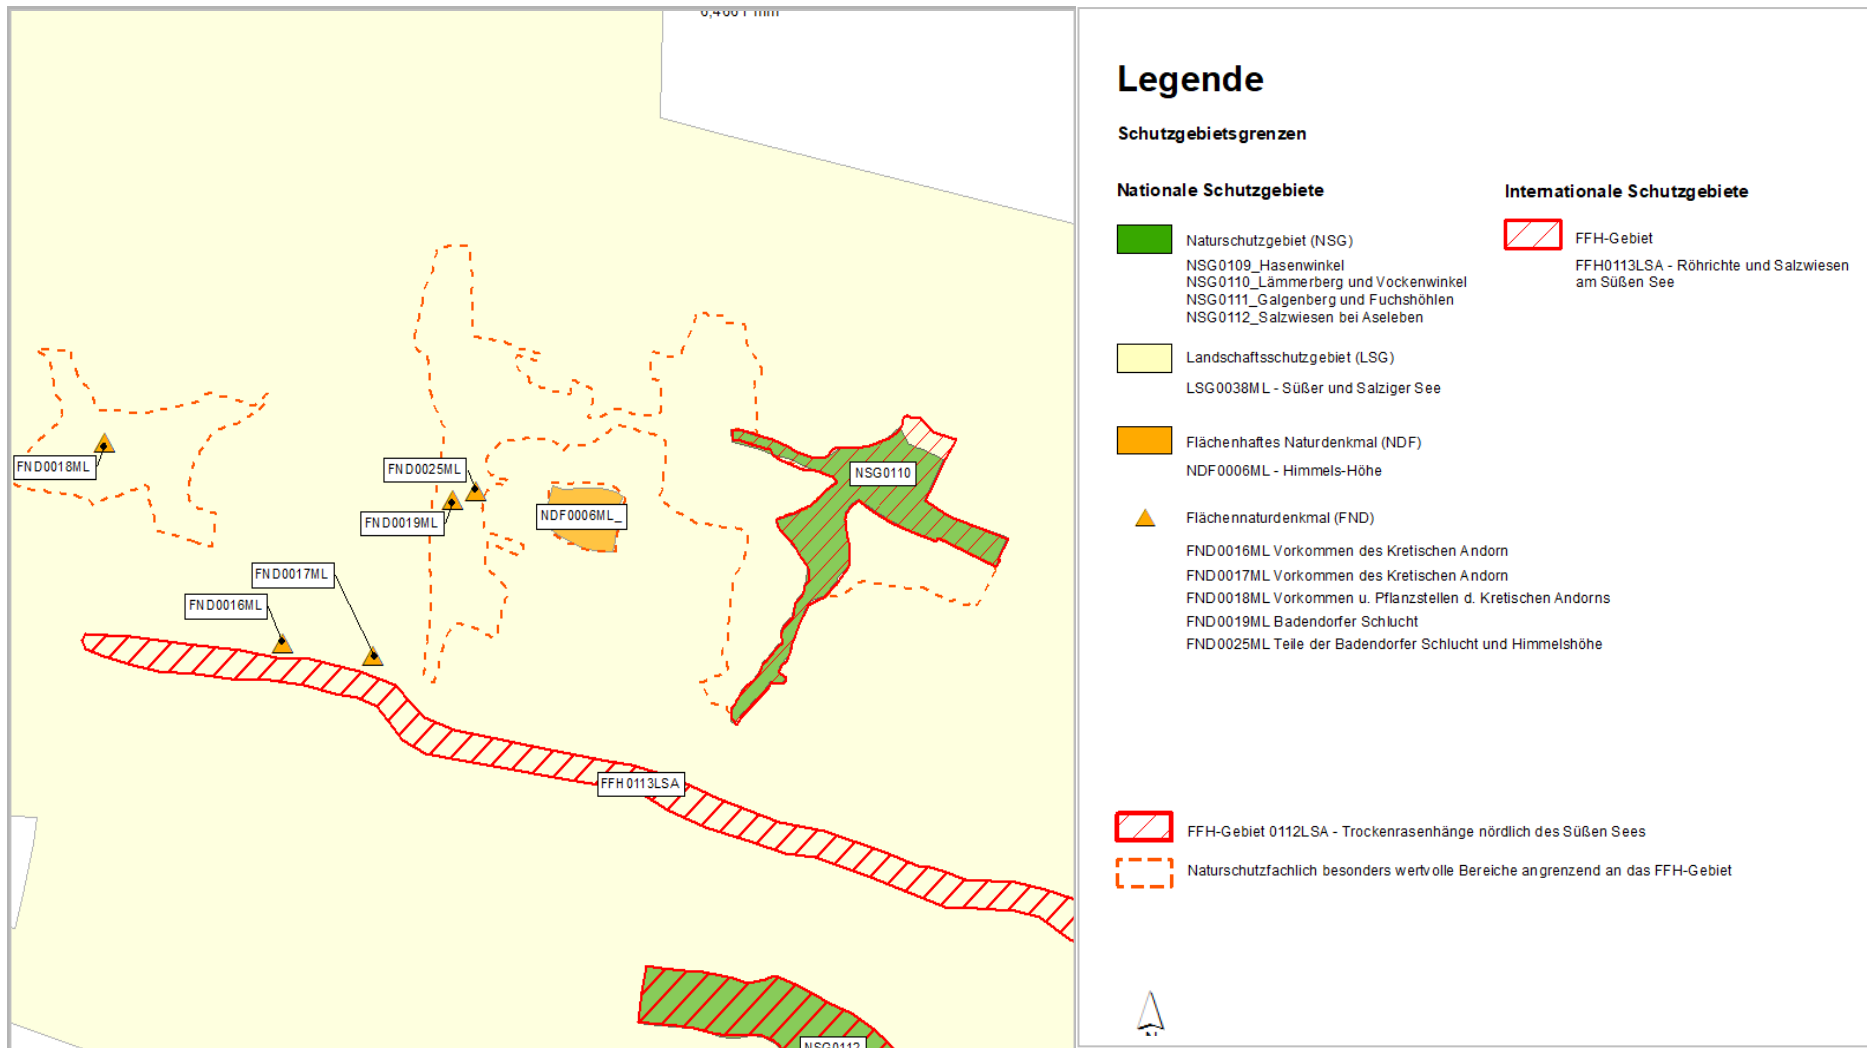 FND0018ML
FND0025ML
FND0019ML
NDF0006ML_
NSG0110
FND0017ML
FND0016ML
FFH0113LSA
NSG0112
Legende
Schutzgebietsgrenzen
Nationale Schutzgebiete
Naturschutzgebiet (NSG)
NSG0109_Hasenwinkel
NSG0110_Lämmerberg und Vockenwinkel
NSG0111_Galgenberg und Fuchshöhlen
NSG0112_Salzwiesen bei Aseleben
Landschaftsschutzgebiet (LSG)
LSG0038ML - Süßer und Salziger See
Flächenhaftes Naturdenkmal (NDF)
NDF0006ML - Himmels-Höhe
Flächennaturdenkmal (FND)
FND0016ML Vorkommen des Kretischen Andorn
FND0017ML Vorkommen des Kretischen Andorn
FND0018ML Vorkommen u. Pflanzstellen d. Kretischen Andorns
FND0019ML Badendorfer Schlucht
FND0025ML Teile der Badendorfer Schlucht und Himmelshöhe
Internationale Schutzgebiete
FFH-Gebiet
FFH0113LSA - Röhrichte und Salzwiesen
am Süßen See
FFH-Gebiet 0112LSA - Trockenrasenhänge nördlich des Süßen Sees
Naturschutzfachlich besonders wertvolle Bereiche angrenzend an das FFH-Gebiet
N